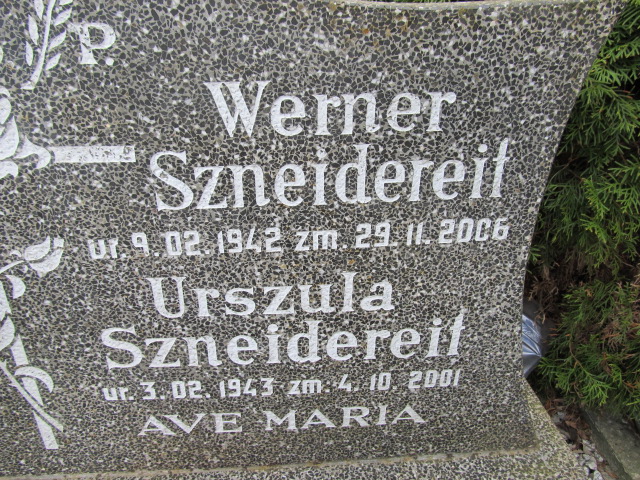 P.
Werner
Szneidereit
ur. 9.02.1942 zm. 29.11.2006
Urszula
Szneidereit
ur. 3.02.1943 zm. 4.10.2001
AVE MARIA